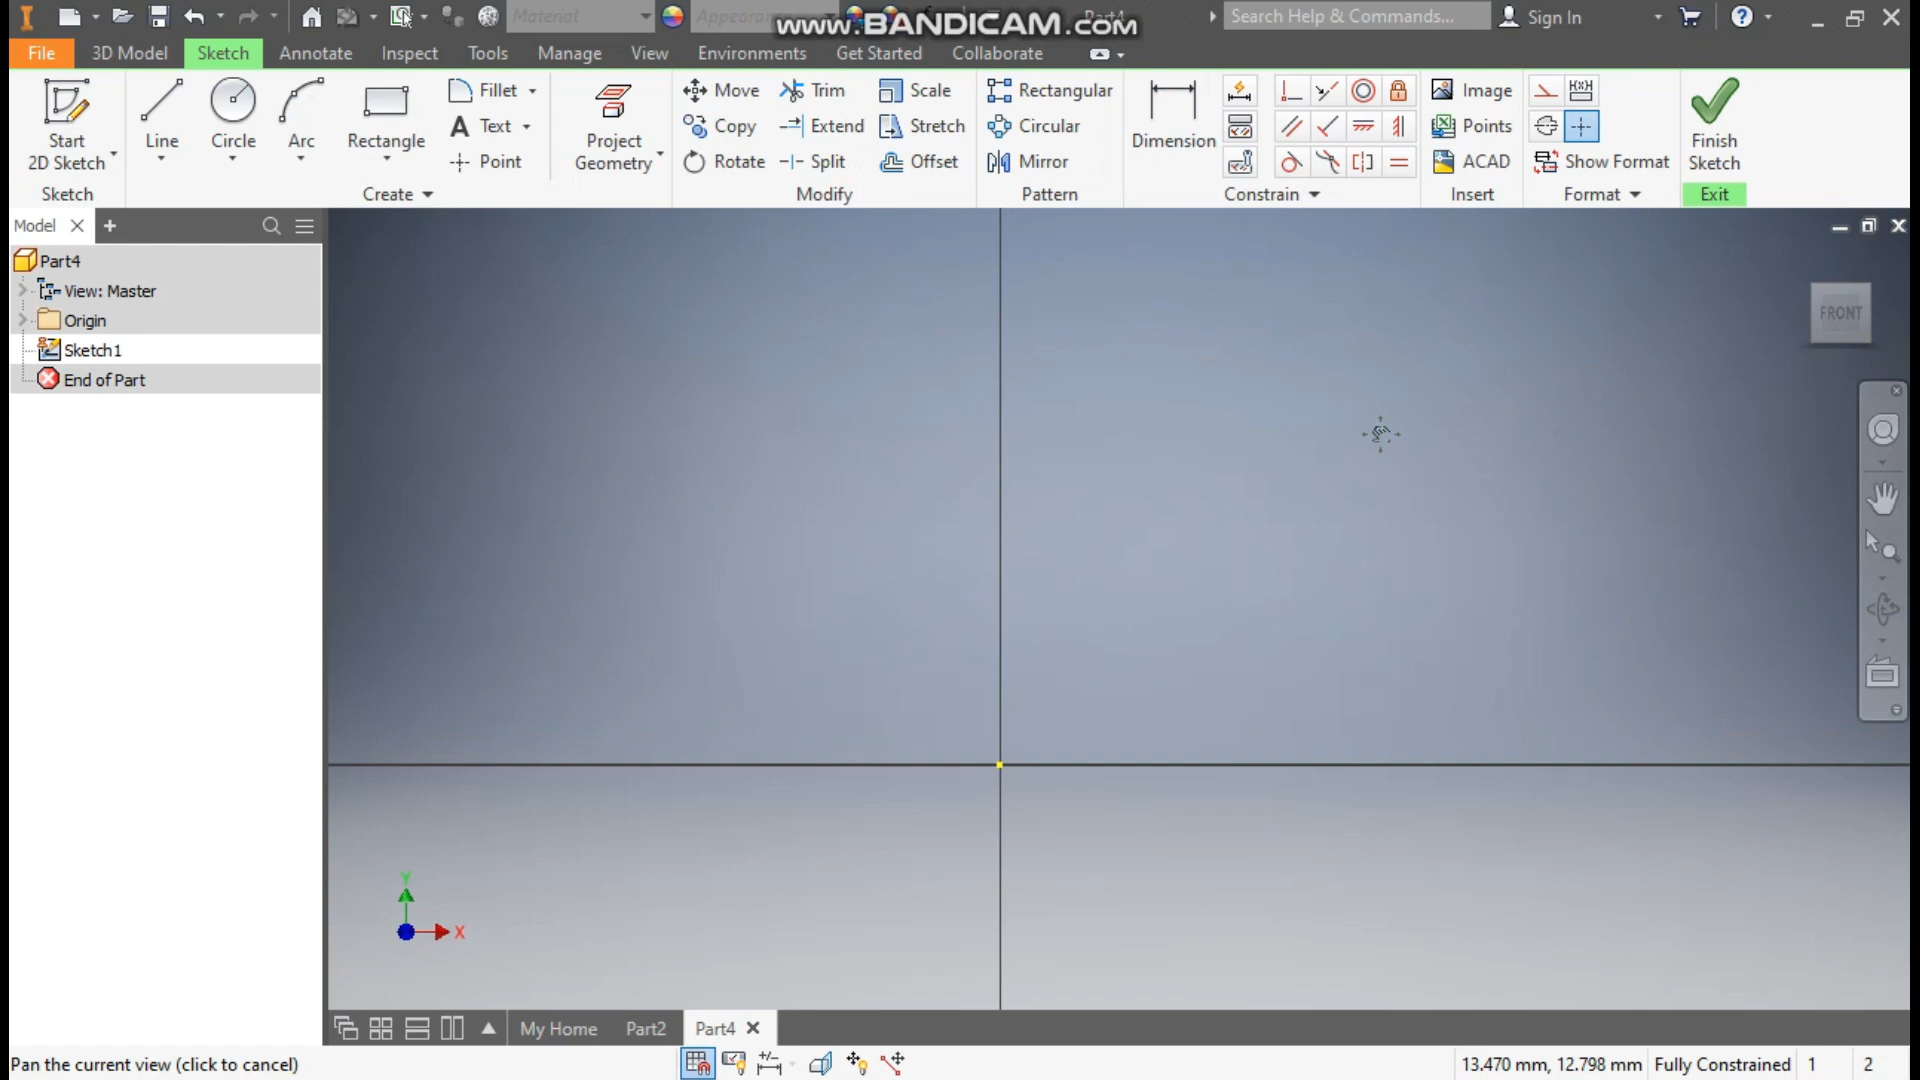 Material
Appearance
www.BANDICAM.com
Part4
Search Help & Commands...
Sign In
File
3D Model
Sketch
Annotate
Inspect
Tools
Manage
View
Environments
Get Started
Collaborate
Start
2D Sketch
Line
Circle
Arc
Rectangle
Fillet
Text
Point
Project
Geometry
Move
Copy
Rotate
Trim
Extend
Split
Scale
Stretch
Offset
Rectangular
Circular
Mirror
Dimension
Image
Points
ACAD
Show Format
Finish
Sketch
Sketch
Create
Modify
Pattern
Constrain
Insert
Format
Exit
Model
Part4
View: Master
Origin
Sketch1
End of Part
FRONT
Y
X
My Home
Part2
Part4
Pan the current view (click to cancel)
13.470 mm, 12.798 mm
Fully Constrained
1
2